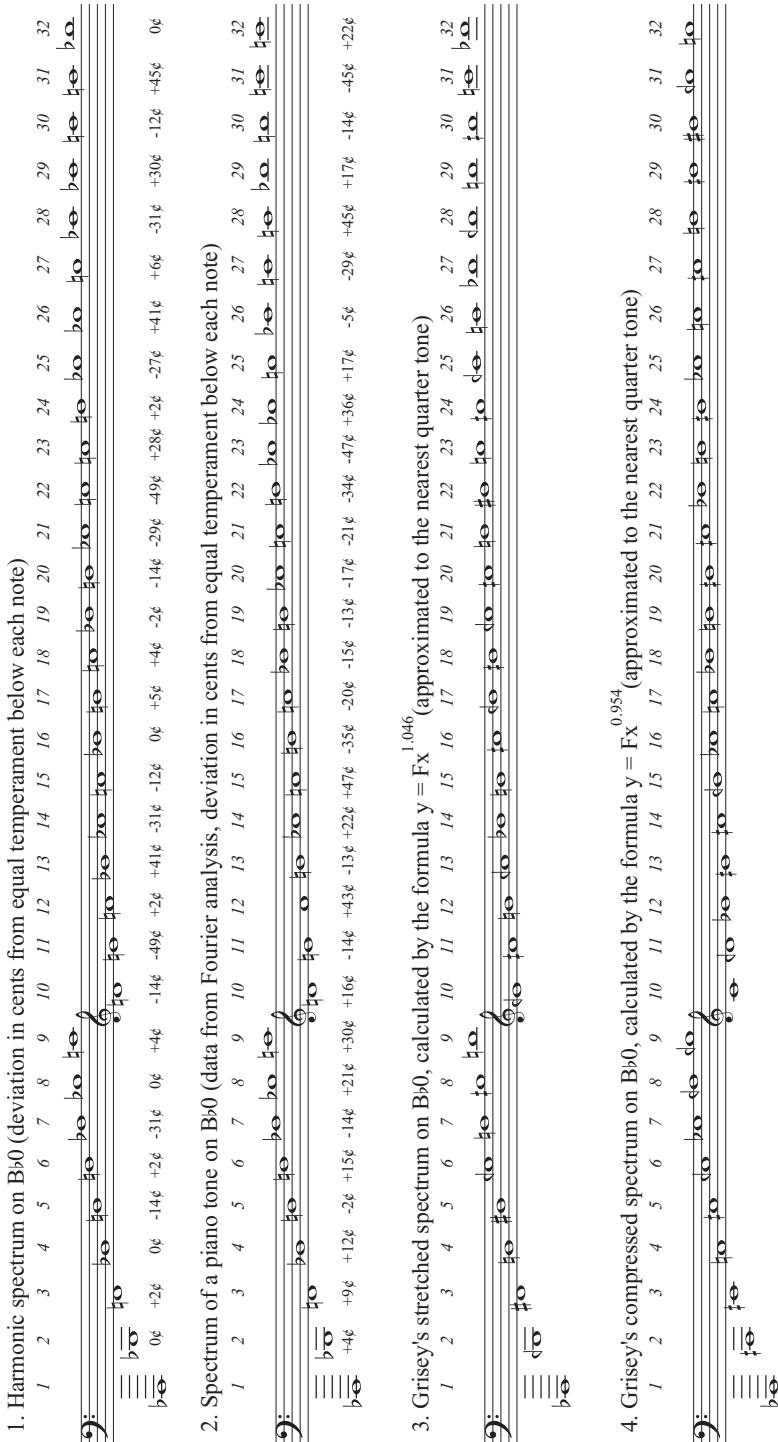 1. Harmonic spectrum on B♭0 (deviation in cents from equal temperament below each note)
1 2 3 4 5 6 7 8 9 10 11 12 13 14 15 16 17 18 19 20 21 22 23 24 25 26 27 28 29 30 31 32
0¢ +2¢ 0¢ -14¢ +2¢ -31¢ 0¢ +4¢ -14¢ -49¢ +2¢ +41¢ -31¢ -12¢ 0¢ +5¢ +4¢ -2¢ -14¢ -29¢ -49¢ +28¢ +2¢ -27¢ +41¢ +6¢ -31¢ +30¢ -12¢ +45¢ 0¢
2. Spectrum of a piano tone on B♭0 (data from Fourier analysis, deviation in cents from equal temperament below each note)
1 2 3 4 5 6 7 8 9 10 11 12 13 14 15 16 17 18 19 20 21 22 23 24 25 26 27 28 29 30 31 32
+4¢ +9¢ +12¢ -2¢ +15¢ -14¢ +21¢ +30¢ +16¢ -14¢ +43¢ -13¢ +22¢ +47¢ -35¢ -20¢ -15¢ -13¢ -17¢ -21¢ -34¢ -47¢ +36¢ +17¢ -5¢ -29¢ +45¢ +17¢ -14¢ -45¢ +22¢
3. Grisey's stretched spectrum on B♭0, calculated by the formula y = Fx^1.046 (approximated to the nearest quarter tone)
1 2 3 4 5 6 7 8 9 10 11 12 13 14 15 16 17 18 19 20 21 22 23 24 25 26 27 28 29 30 31 32
4. Grisey's compressed spectrum on B♭0, calculated by the formula y = Fx^0.954 (approximated to the nearest quarter tone)
1 2 3 4 5 6 7 8 9 10 11 12 13 14 15 16 17 18 19 20 21 22 23 24 25 26 27 28 29 30 31 32